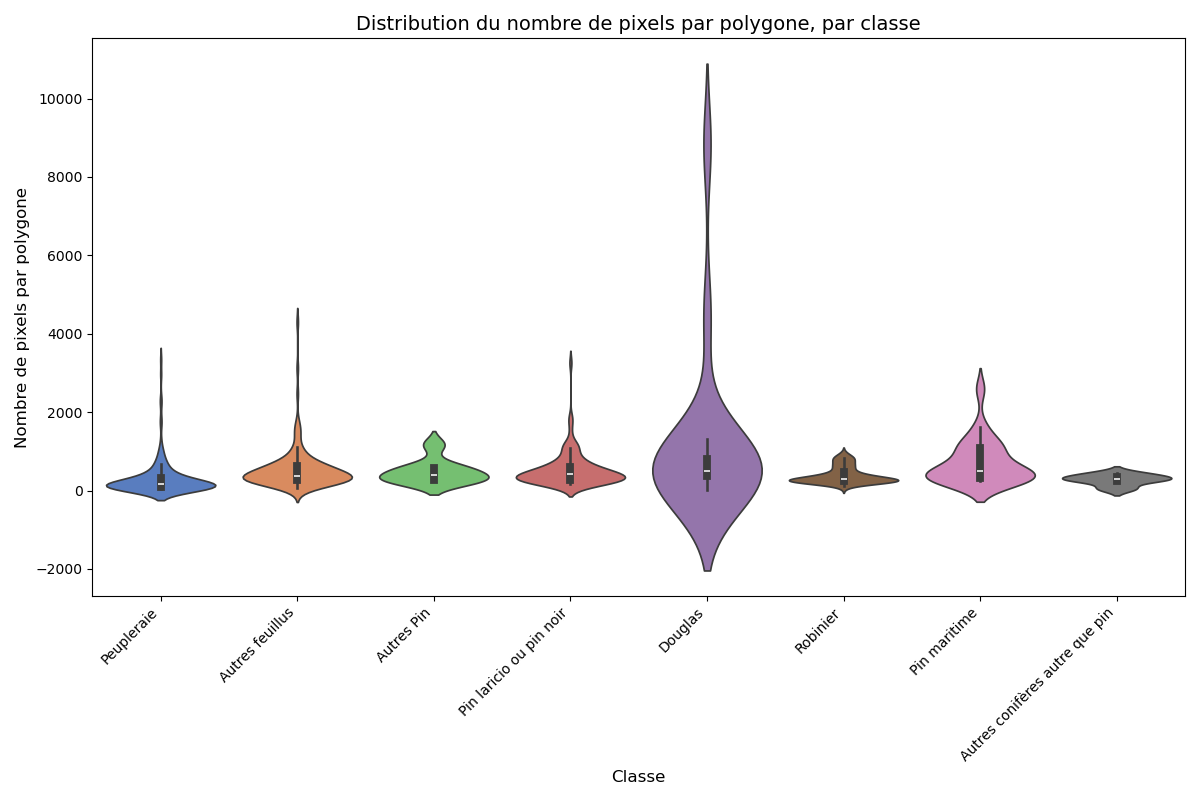 Distribution du nombre de pixels par polygone, par classe
Nombre de pixels par polygone
10000
8000
6000
4000
2000
0
−2000
Peupleraie
Autres feuilllus
Autres Pin
Pin laricio ou pin noir
Douglas
Robinier
Pin maritime
Autres conifères autre que pin
Classe